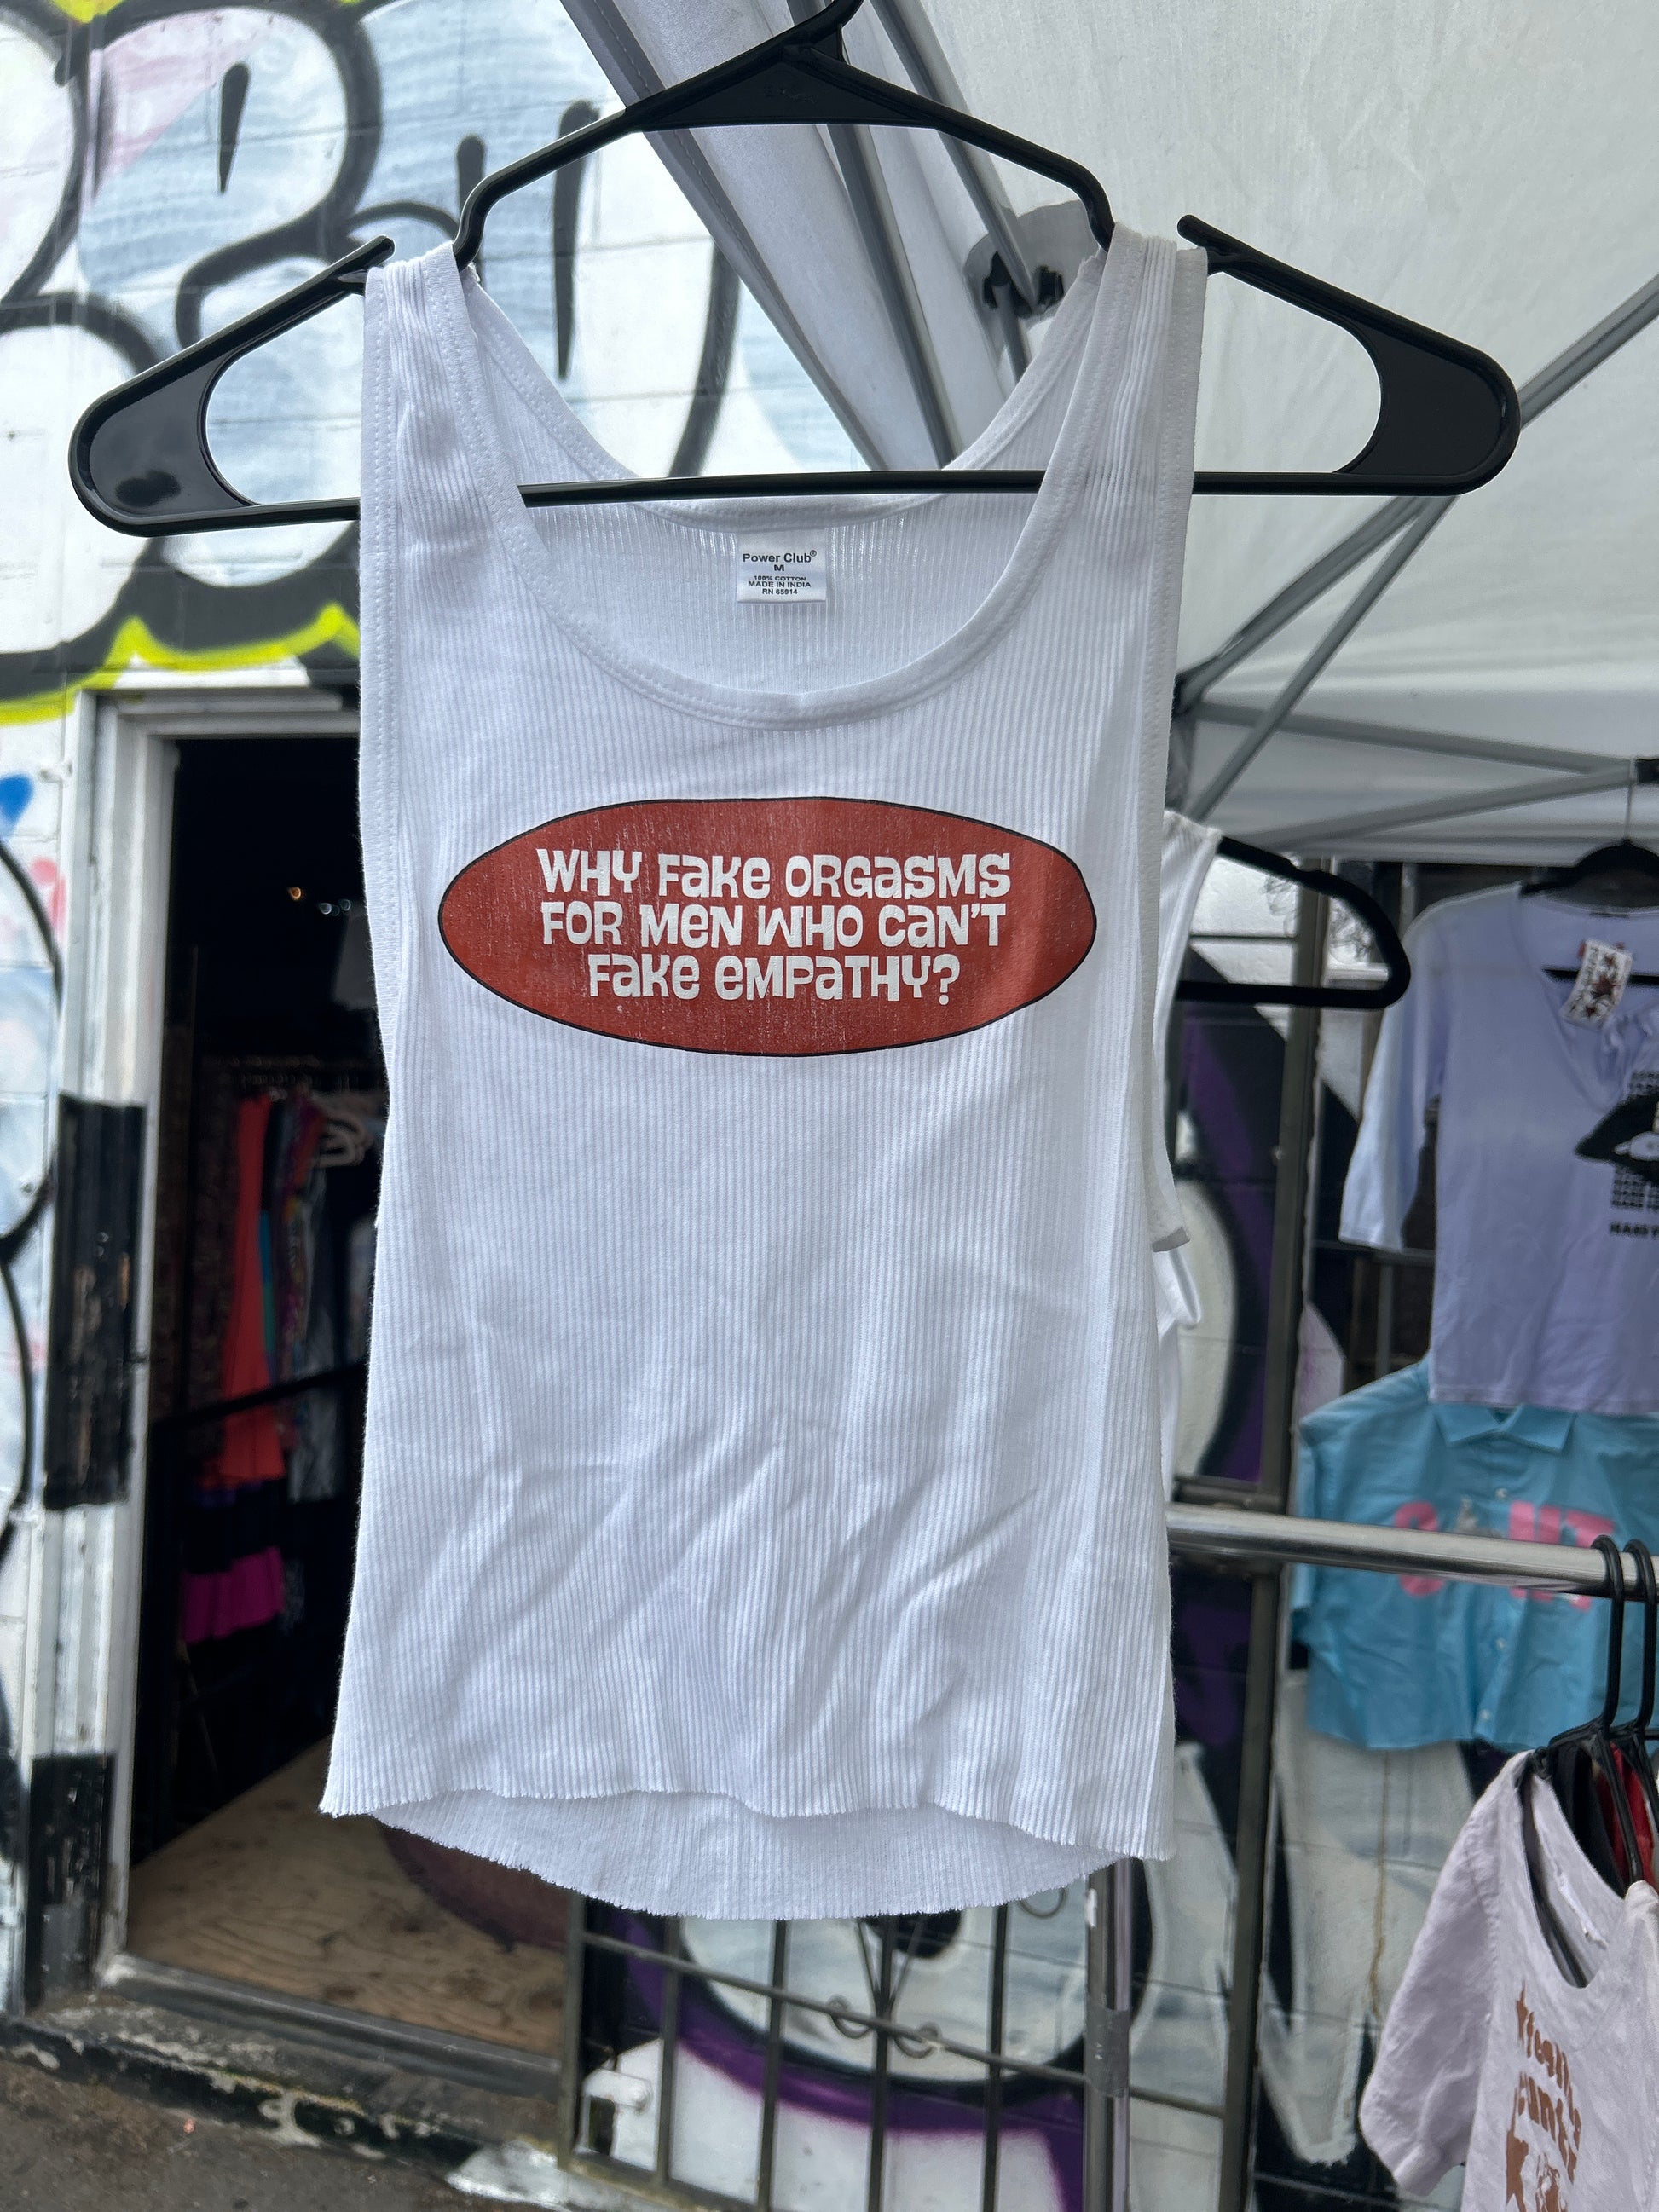 Power Club®
M
100% COTTON
MADE IN INDIA
RN 65914
WHY FaKe ORGaSMS
FOR MeN WHO CaN'T
FaKe eMPaTHY?